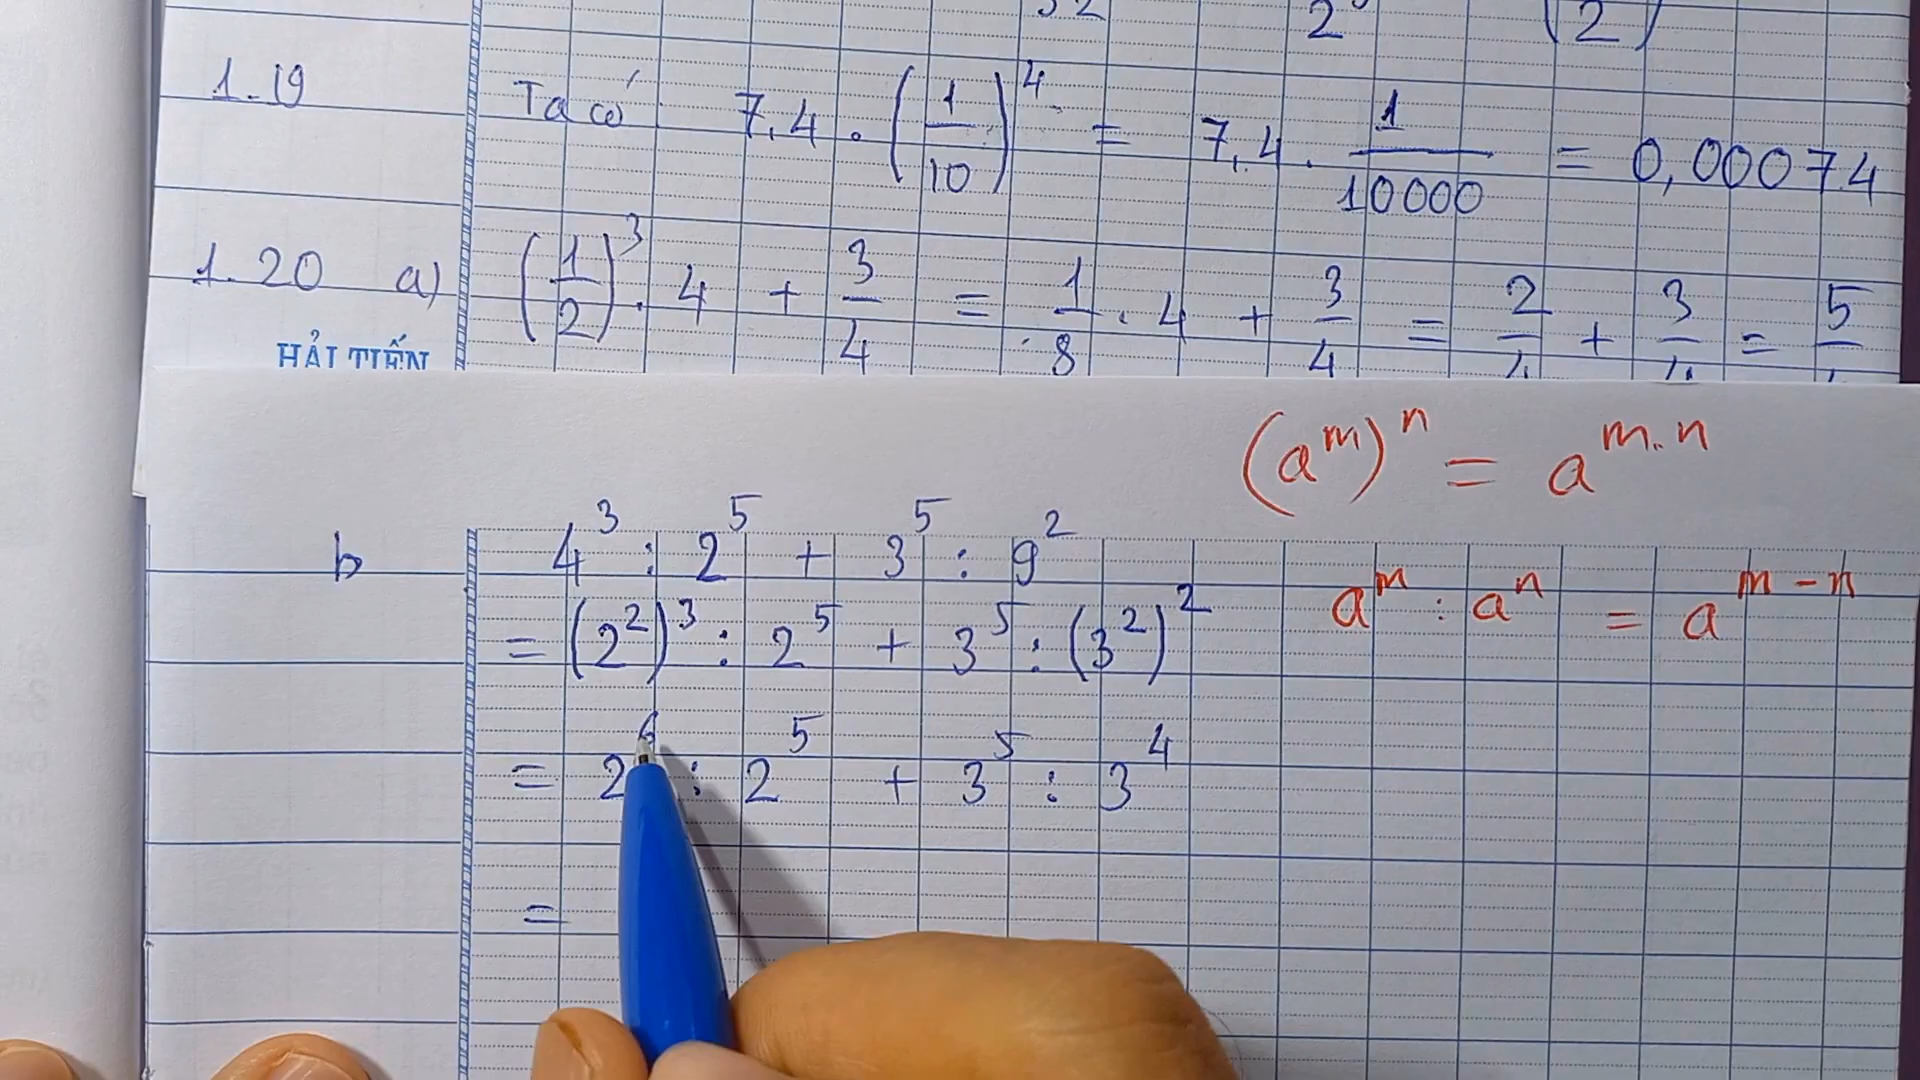 1.19 Ta có 7,4 . (1/10)^4 = 7,4 . 1/10000 = 0,00074
1.20 a) (1/2)^3 . 4 + 3/4 = 1/8 . 4 + 3/4 = 2/4 + 3/4 = 5
HẢI TIẾN
(a^m)^n = a^m.n
b 4^3 : 2^5 + 3^5 : 9^2
= (2^2)^3 : 2^5 + 3^5 : (3^2)^2
a^m : a^n = a^m-n
= 2^6 : 2^5 + 3^5 : 3^4
=